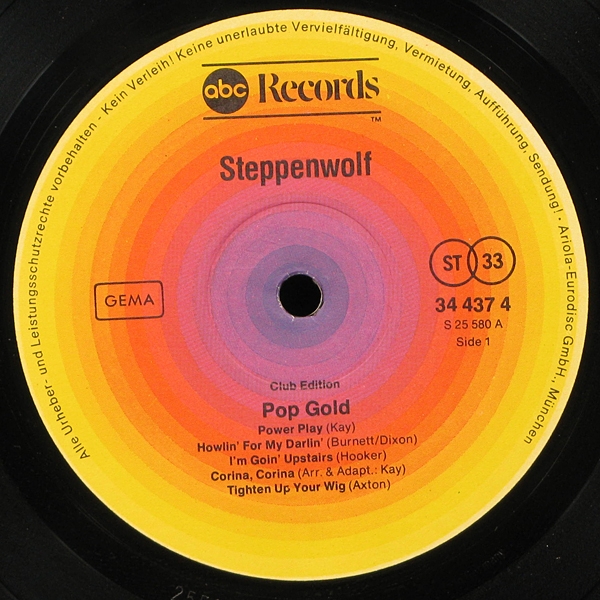 Alle Urheber- und Leistungsschutzrechte vorbehalten - Kein Verleih! Keine unerlaubte Vervielfältigung, Vermietung, Aufführung, Sendung! · Ariola-Eurodisc GmbH., München
abc Records
TM
Steppenwolf
ST 33
GEMA
34 437 4
S 25 580 A
Side 1
Club Edition
Pop Gold
Power Play (Kay)
Howlin' For My Darlin' (Burnett/Dixon)
I'm Goin' Upstairs (Hooker)
Corina, Corina (Arr. & Adapt.: Kay)
Tighten Up Your Wig (Axton)